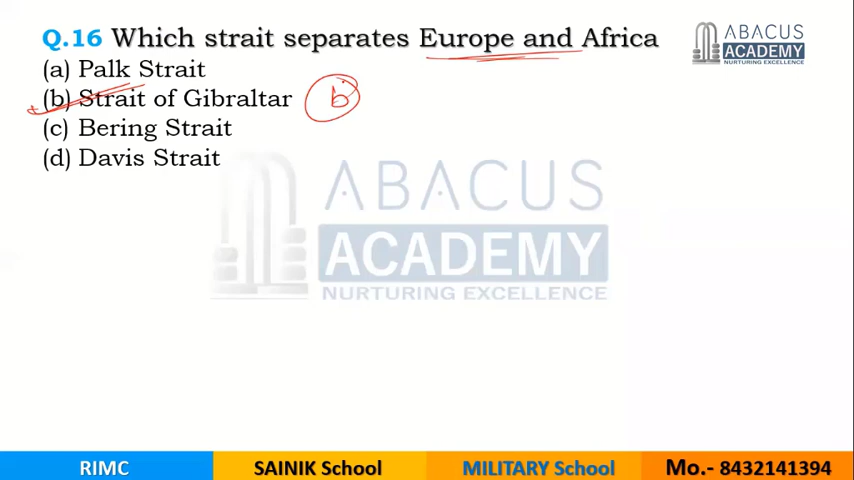 Q.16 Which strait separates Europe and Africa
(a) Palk Strait
(b) Strait of Gibraltar
b
(c) Bering Strait
(d) Davis Strait
ABACUS
ACADEMY
NURTURING EXCELLENCE
ABACUS
ACADEMY
NURTURING EXCELLENCE
RIMC
SAINIK School
MILITARY School
Mo.- 8432141394